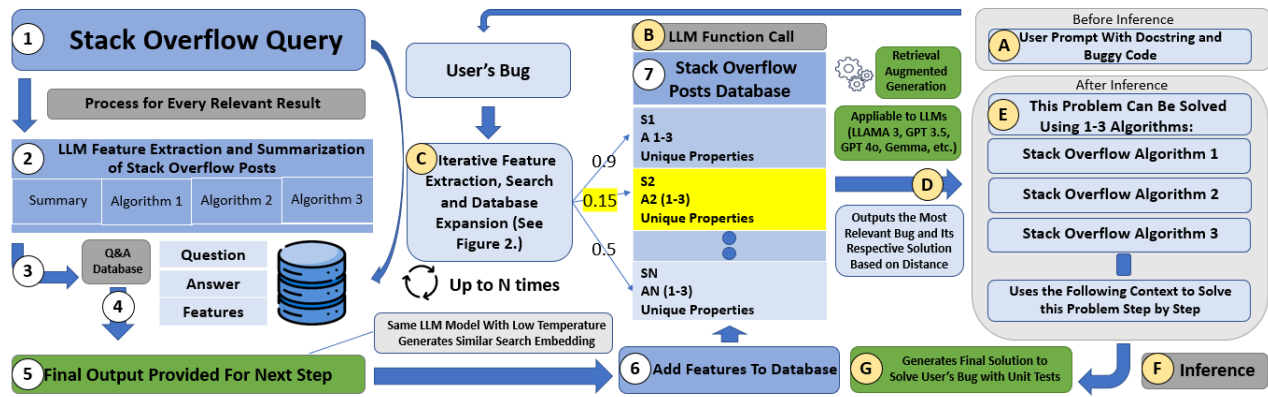 1
Stack Overflow Query
Process for Every Relevant Result
2
LLM Feature Extraction and Summarization
of Stack Overflow Posts
Summary
Algorithm 1
Algorithm 2
Algorithm 3
3
Q&A
Database
Question
Answer
Features
4
5
Final Output Provided For Next Step
User's Bug
C
Iterative Feature
Extraction, Search
and Database
Expansion (See
Figure 2.)
Up to N times
0.9
0.15
0.5
Same LLM Model With Low Temperature
Generates Similar Search Embedding
6
Add Features To Database
B
LLM Function Call
7
Stack Overflow
Posts Database
S1
A 1-3
Unique Properties
S2
A2 (1-3)
Unique Properties
SN
AN (1-3)
Unique Properties
Retrieval
Augmented
Generation
Appliable to LLMs
(LLAMA 3, GPT 3.5,
GPT 4o, Gemma, etc.)
D
Outputs the Most
Relevant Bug and Its
Respective Solution
Based on Distance
Before Inference
A
User Prompt With Docstring and
Buggy Code
After Inference
E
This Problem Can Be Solved
Using 1-3 Algorithms:
Stack Overflow Algorithm 1
Stack Overflow Algorithm 2
Stack Overflow Algorithm 3
Uses the Following Context to Solve
this Problem Step by Step
F
Inference
G
Generates Final Solution to
Solve User's Bug with Unit Tests